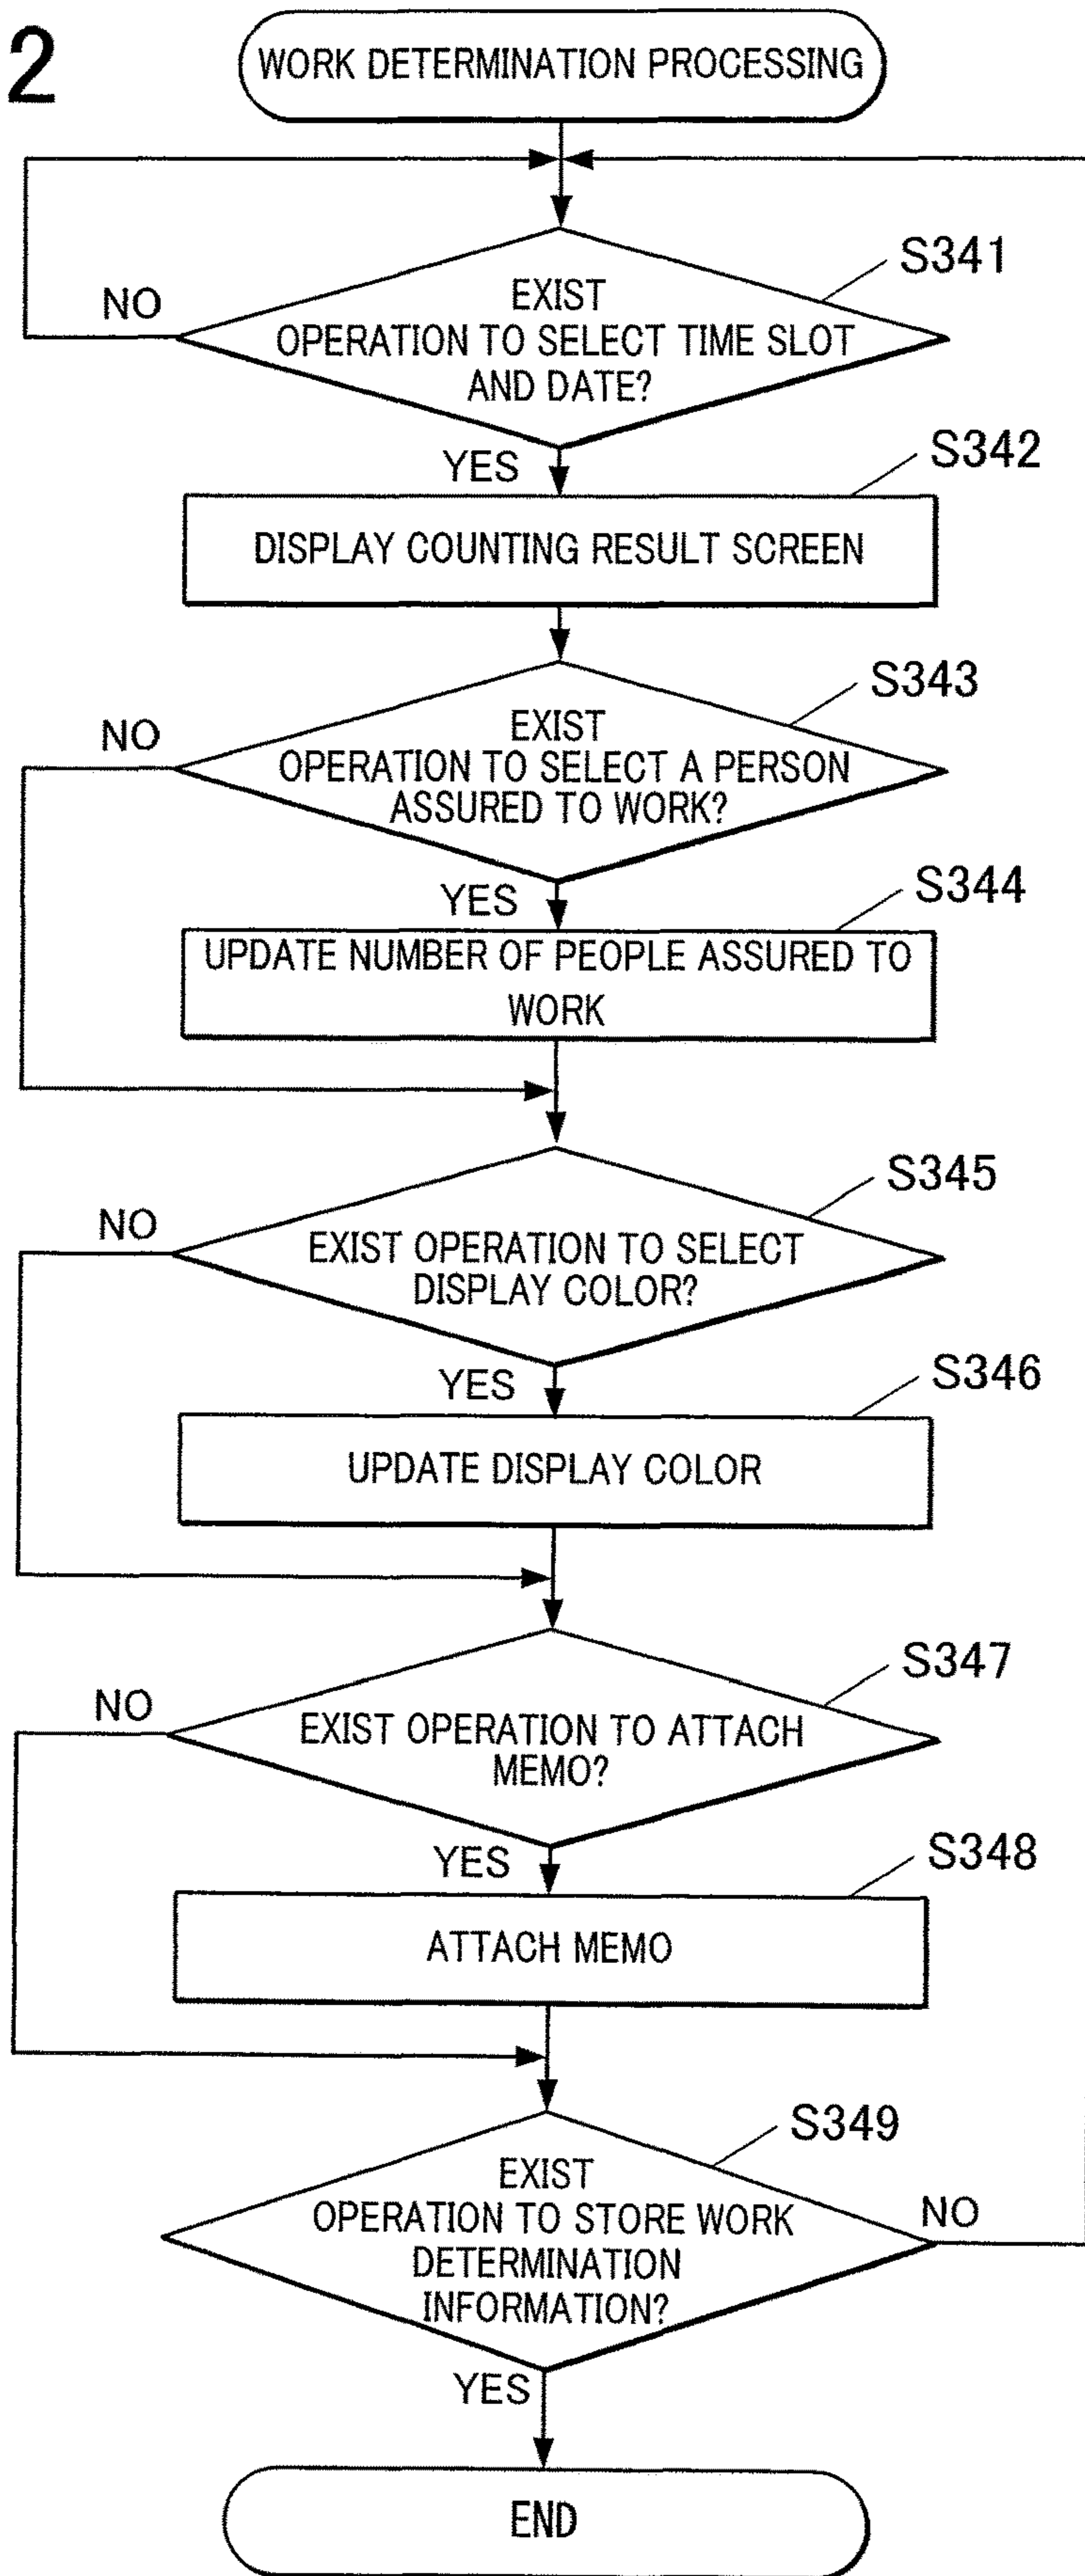 2
WORK DETERMINATION PROCESSING
S341
NO
EXIST
OPERATION TO SELECT TIME SLOT
AND DATE?
YES
S342
DISPLAY COUNTING RESULT SCREEN
S343
NO
EXIST
OPERATION TO SELECT A PERSON
ASSURED TO WORK?
YES
S344
UPDATE NUMBER OF PEOPLE ASSURED TO
WORK
S345
NO
EXIST OPERATION TO SELECT
DISPLAY COLOR?
YES
S346
UPDATE DISPLAY COLOR
S347
NO
EXIST OPERATION TO ATTACH
MEMO?
YES
S348
ATTACH MEMO
S349
EXIST
OPERATION TO STORE WORK
DETERMINATION
INFORMATION?
NO
YES
END